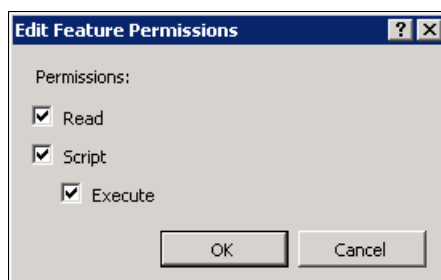 Edit Feature Permissions
Permissions:
Read
Script
Execute
OK Cancel